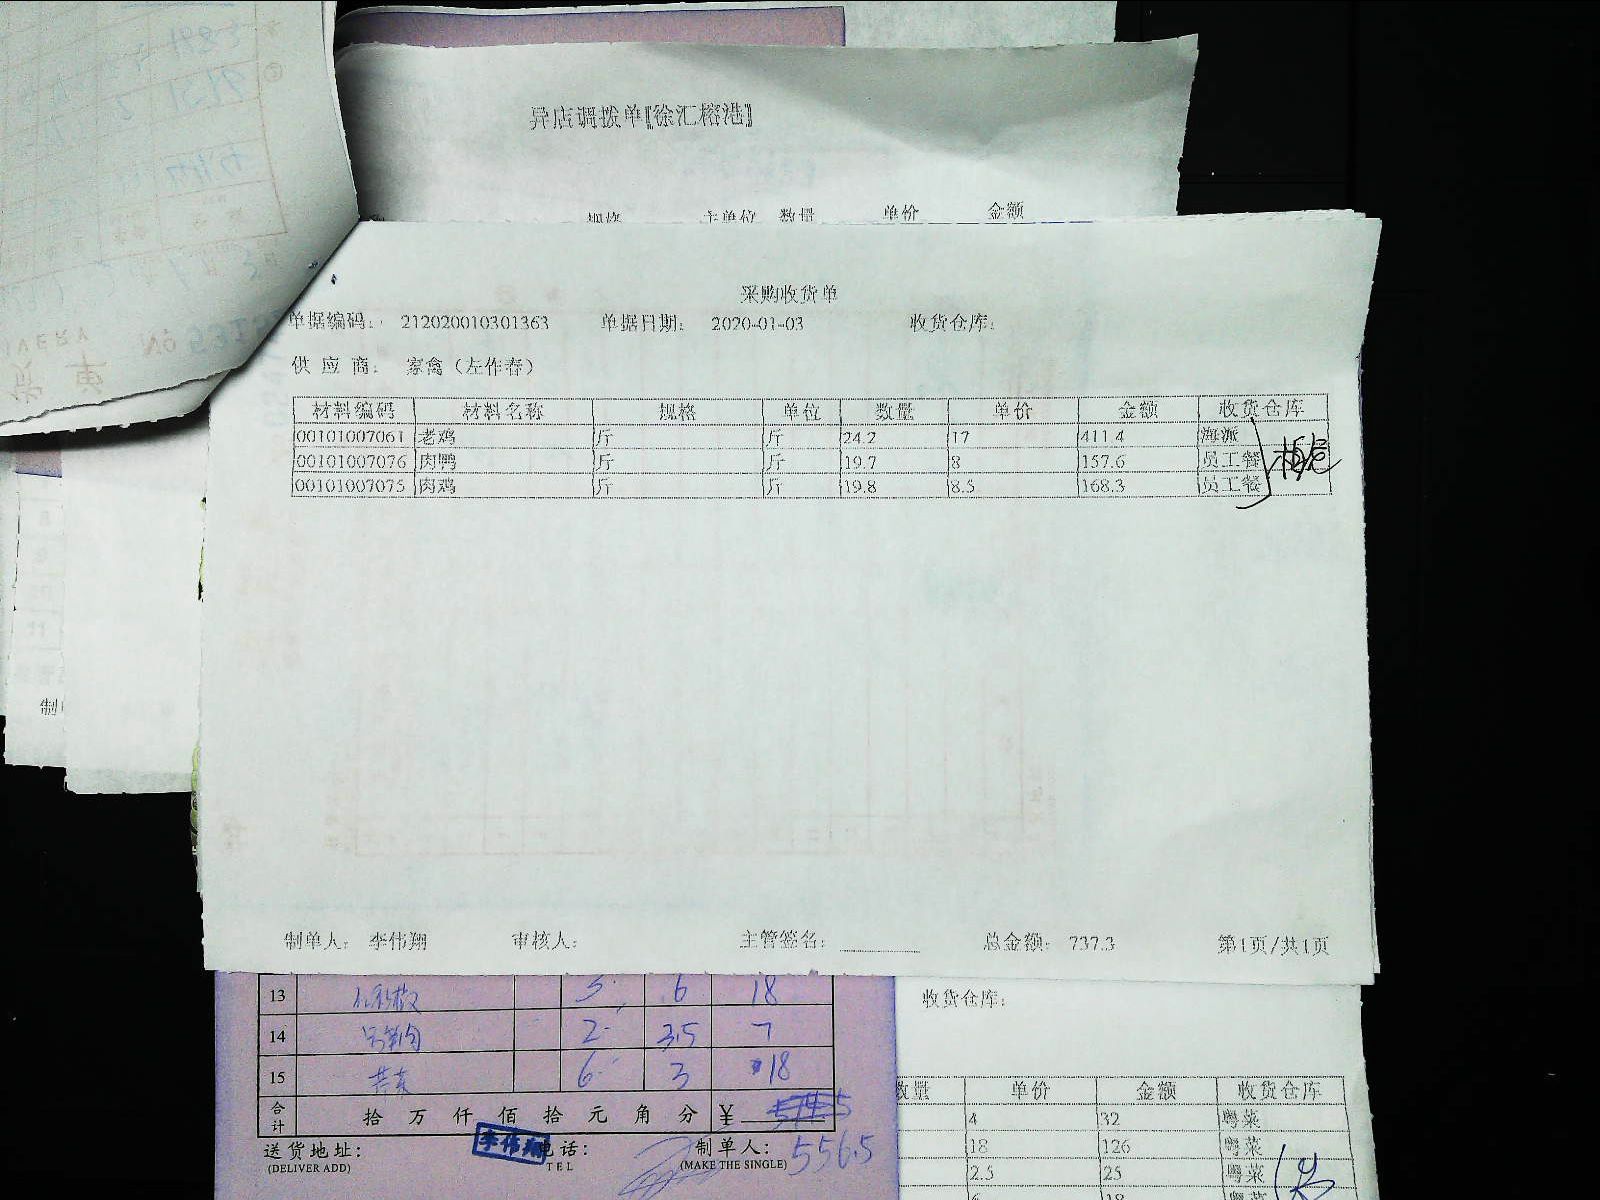 异店调拨单【徐汇榕港】
规格 主单位 数量 单价 金额
采购收货单
单据编码： 212020010301363 单据日期： 2020-01-03 收货仓库：
供 应 商： 家禽（左作春）
材料编码 材料名称 规格 单位 数量 单价 金额 收货仓库
00101007061 老鸡 斤 斤 24.2 17 411.4 海派
00101007076 肉鸭 斤 斤 19.7 8 157.6 员工餐
00101007075 肉鸡 斤 斤 19.8 8.5 168.3 员工餐
制单人： 李伟翔 审核人： 主管签名： 总金额： 737.3 第1页/共1页
8
9
10
11
制
13 5 6 18
14 2 3.5 7
15 6 3 18
合计 拾 万 仟 佰 拾 元 角 分 ¥
送货地址： 李伟翔 电话： 制单人： 556.5
(DELIVER ADD) TEL (MAKE THE SINGLE)
收货仓库：
数量 单价 金额 收货仓库
4 32 粤菜
18 126 粤菜
2.5 25 粤菜